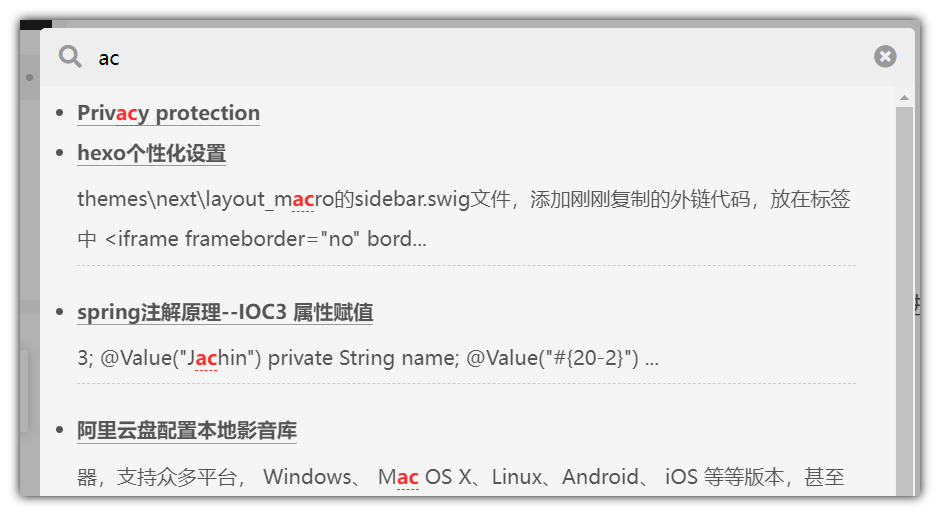 ac
Privacy protection
hexo个性化设置
themes\next\layout_macro的sidebar.swig文件，添加刚刚复制的外链代码，放在标签
中 <iframe frameborder="no" bord...
spring注解原理--IOC3 属性赋值
3; @Value("Jachin") private String name; @Value("#{20-2}") ...
阿里云盘配置本地影音库
器，支持众多平台， Windows、 Mac OS X、Linux、Android、 iOS 等等版本，甚至